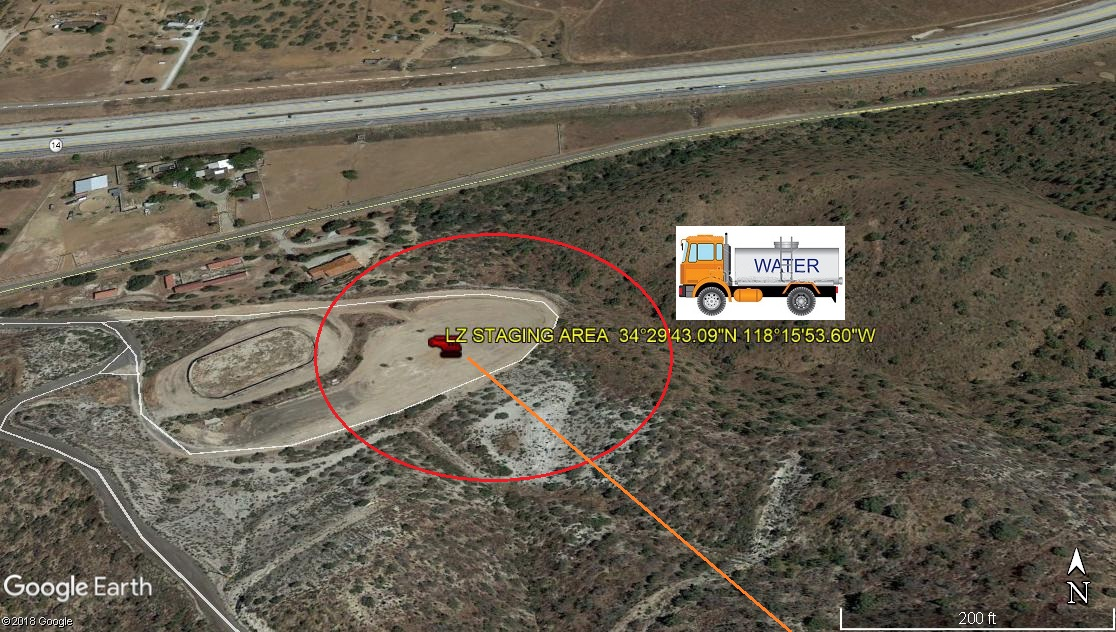 14
WATER
LZ STAGING AREA 34°29'43.09"N 118°15'53.60"W
Google Earth
©2018 Google
N
200 ft